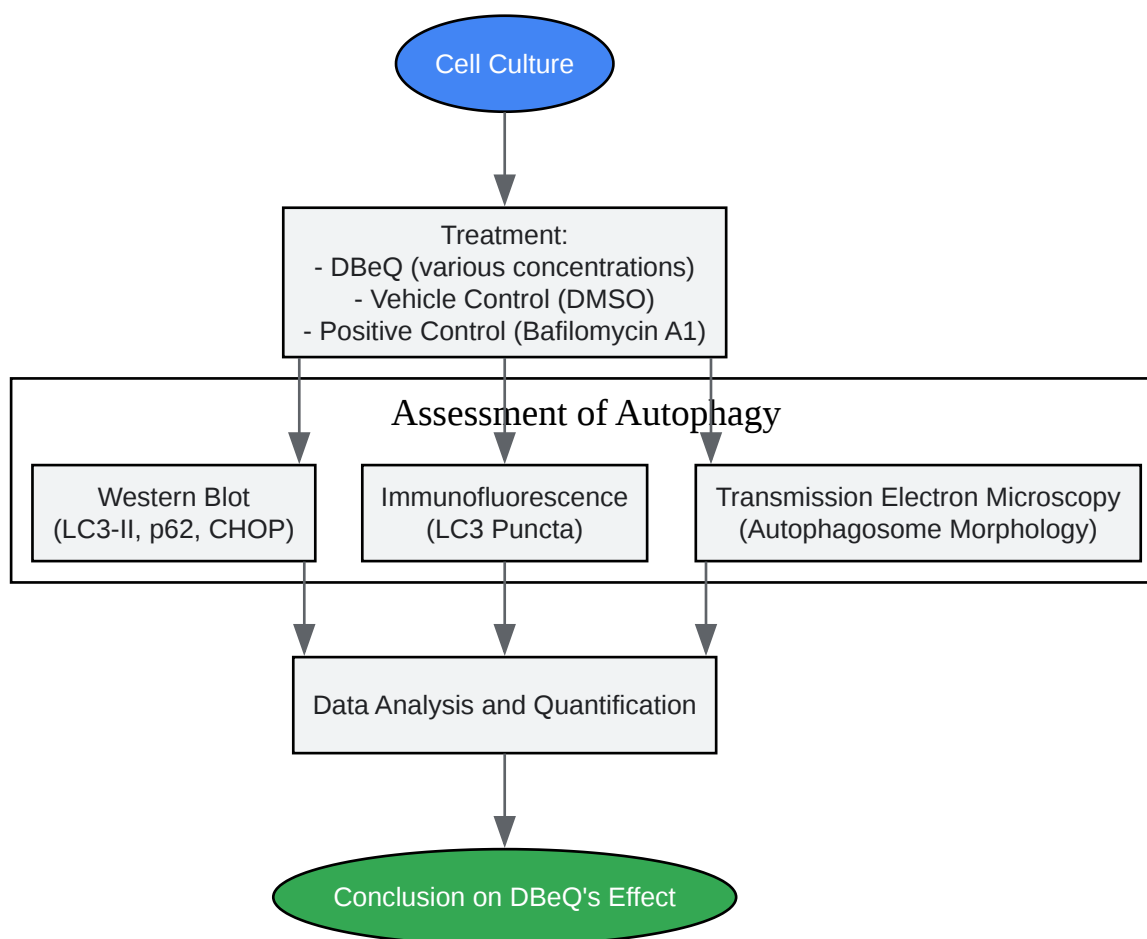 Cell Culture
Treatment:
- DBeQ (various concentrations)
- Vehicle Control (DMSO)
- Positive Control (Bafilomycin A1)
Assessment of Autophagy
Western Blot
(LC3-II, p62, CHOP)
Immunofluorescence
(LC3 Puncta)
Transmission Electron Microscopy
(Autophagosome Morphology)
Data Analysis and Quantification
Conclusion on DBeQ's Effect